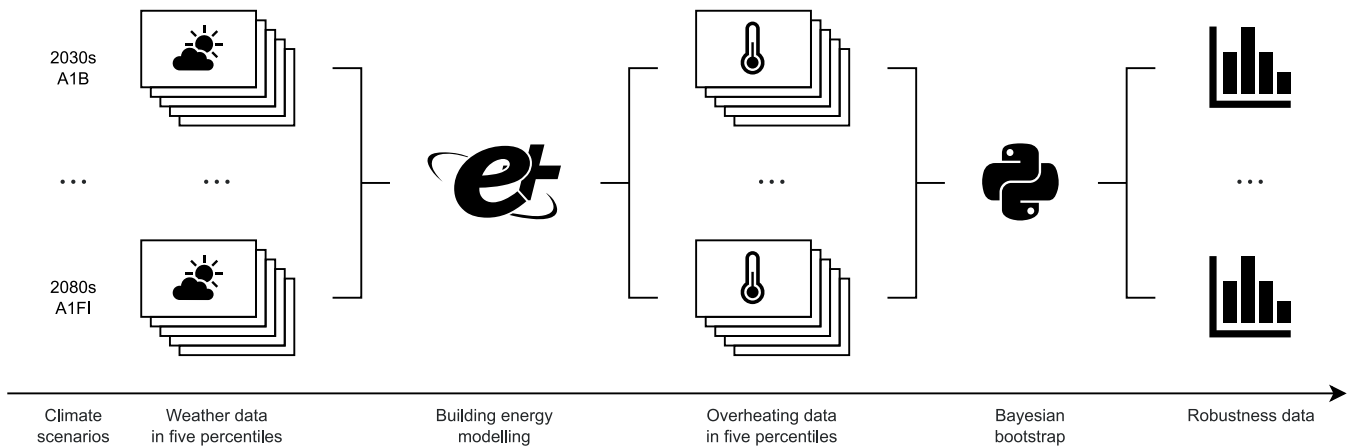 2030s
A1B
...
...
...
...
e+
2080s
A1FI
Climate
scenarios
Weather data
in five percentiles
Building energy
modelling
Overheating data
in five percentiles
Bayesian
bootstrap
Robustness data